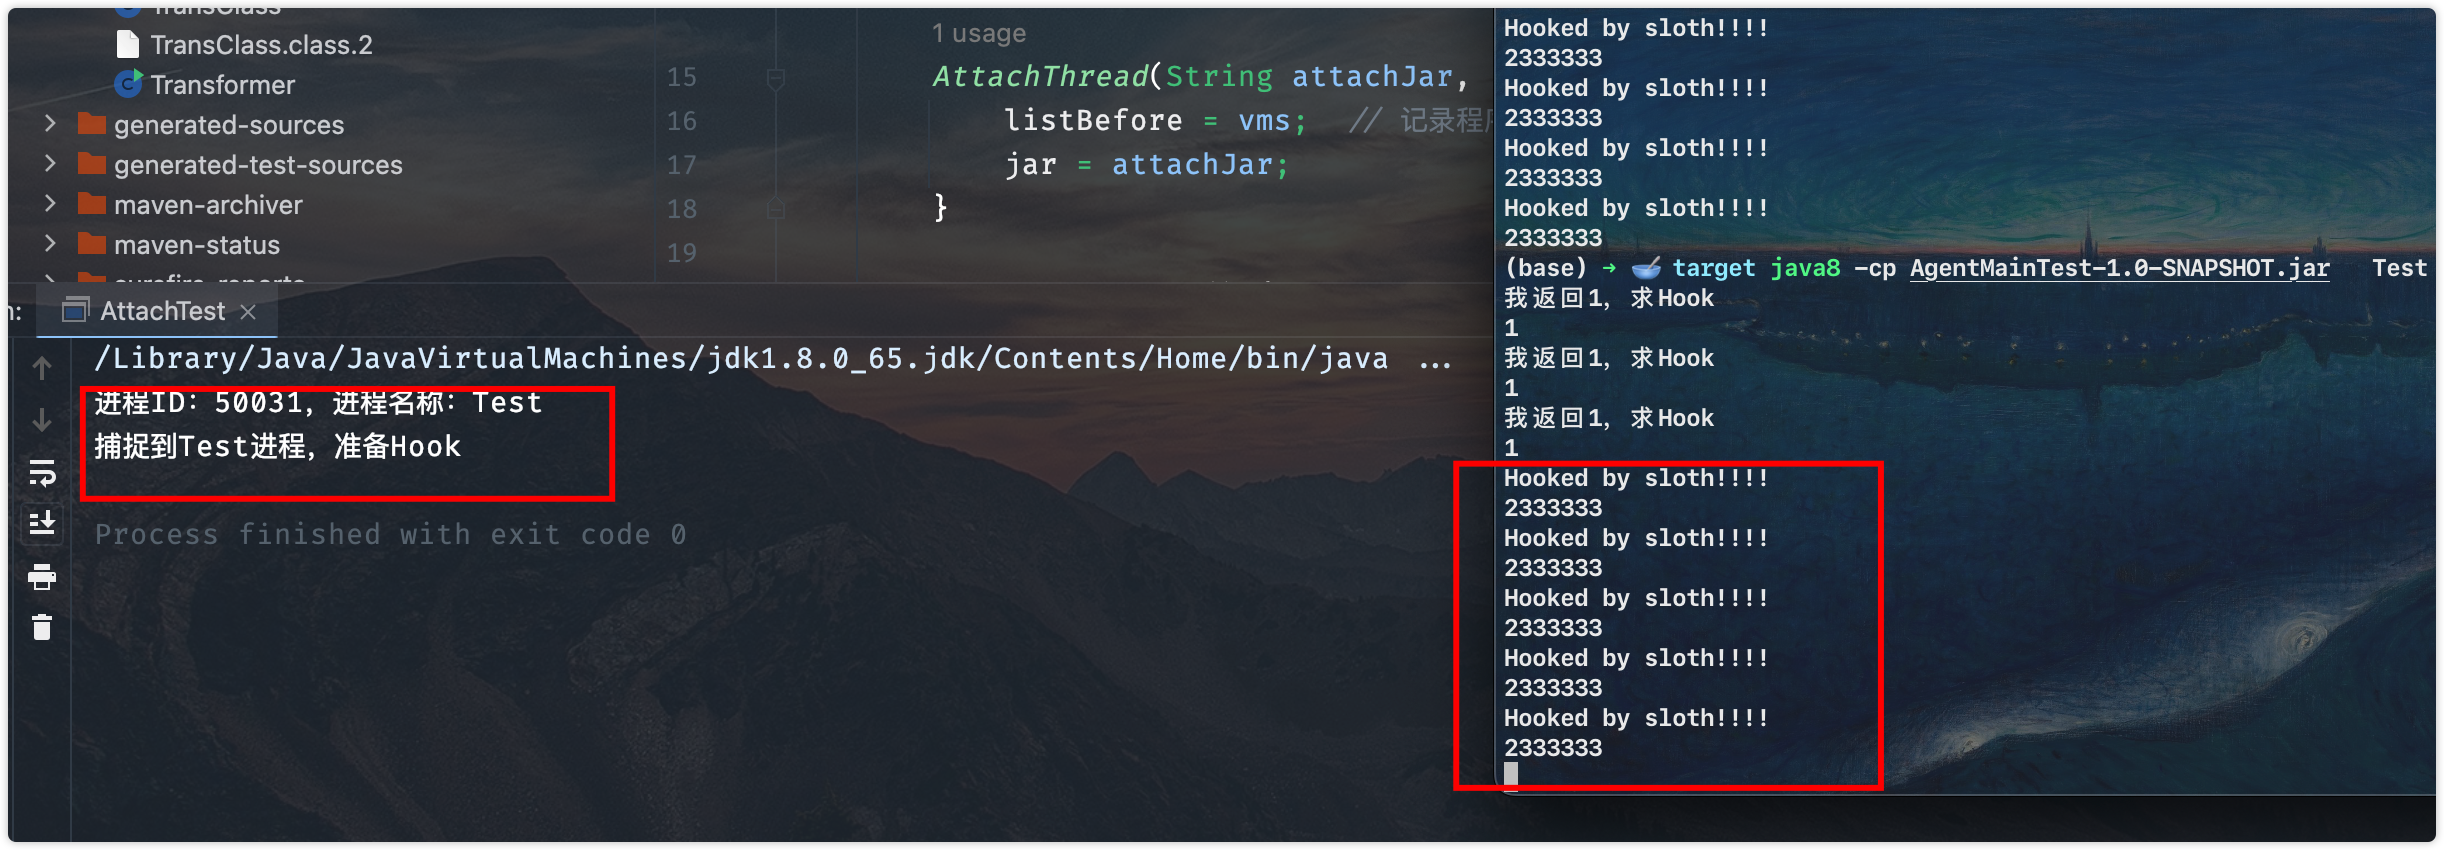 TransClass
TransClass.class.2
Transformer
generated-sources
generated-test-sources
maven-archiver
maven-status
surefire-reports
1 usage
15 AttachThread(String attachJar,
16 listBefore = vms; // 记录程序
17 jar = attachJar;
18 }
19
AttachTest
/Library/Java/JavaVirtualMachines/jdk1.8.0_65.jdk/Contents/Home/bin/java ...
进程ID: 50031, 进程名称: Test
捕捉到Test进程, 准备Hook
Process finished with exit code 0
Hooked by sloth!!!!
2333333
Hooked by sloth!!!!
2333333
Hooked by sloth!!!!
2333333
Hooked by sloth!!!!
2333333
(base) → 🥣 target java8 -cp AgentMainTest-1.0-SNAPSHOT.jar Test
我返回1, 求Hook
1
我返回1, 求Hook
1
我返回1, 求Hook
1
Hooked by sloth!!!!
2333333
Hooked by sloth!!!!
2333333
Hooked by sloth!!!!
2333333
Hooked by sloth!!!!
2333333
Hooked by sloth!!!!
2333333